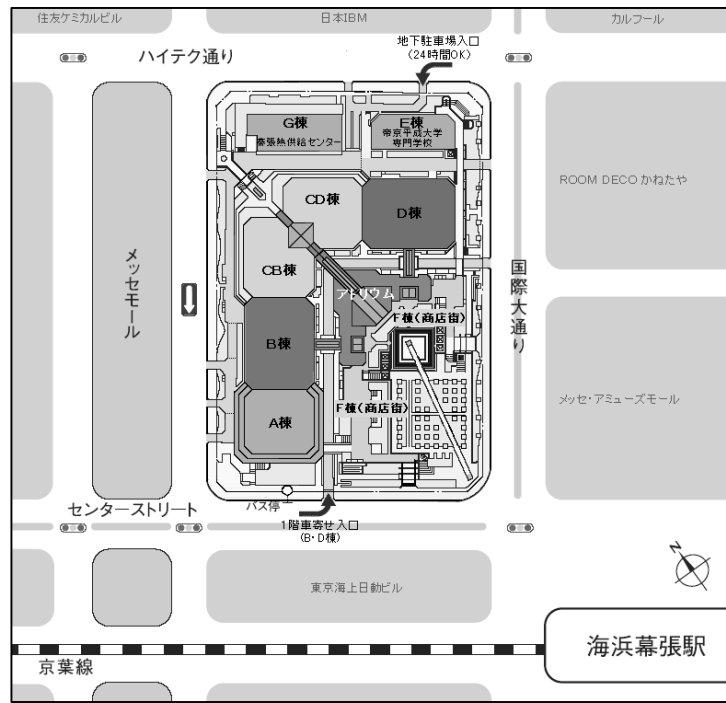 住友ケミカルビル
日本IBM
カルフール
ハイテク通り
地下駐車場入口
(24時間OK)
G棟
幕張熱供給センター
E棟
帝京平成大学
専門学校
ROOM DECO かねたや
CD棟
D棟
メッセモール
CB棟
アトリウム
国際大通り
F棟(商店街)
B棟
メッセ・アミューズモール
F棟(商店街)
A棟
センターストリート
バス停
1階車寄せ入口
(B・D棟)
東京海上日動ビル
N
海浜幕張駅
京葉線